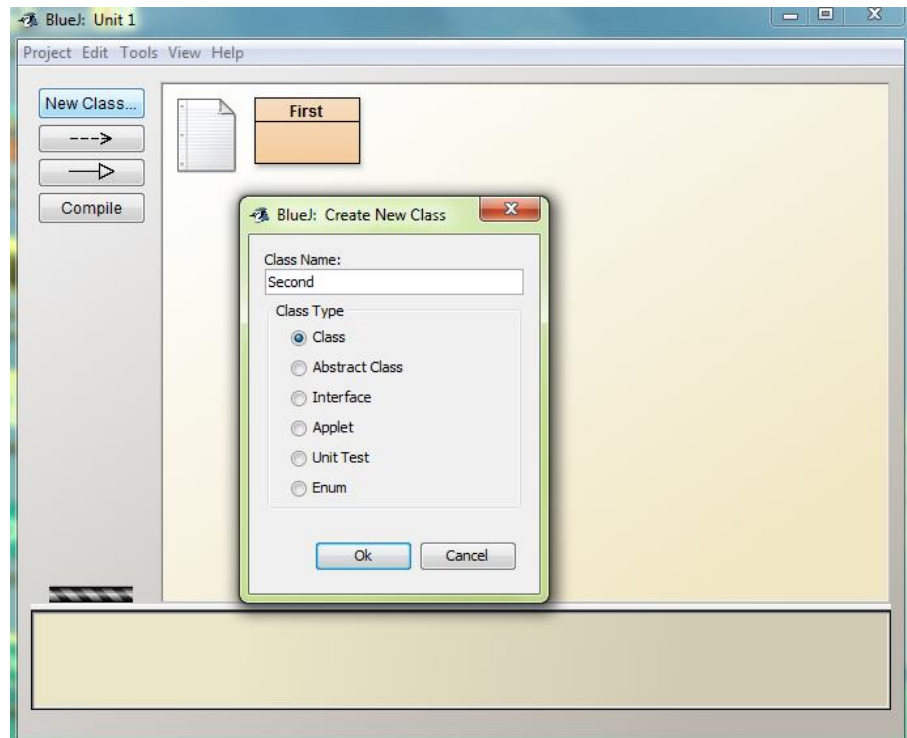 BlueJ: Unit 1
Project Edit Tools View Help
New Class...
First
Compile
BlueJ: Create New Class
Class Name:
Second
Class Type
Class
Abstract Class
Interface
Applet
Unit Test
Enum
Ok Cancel